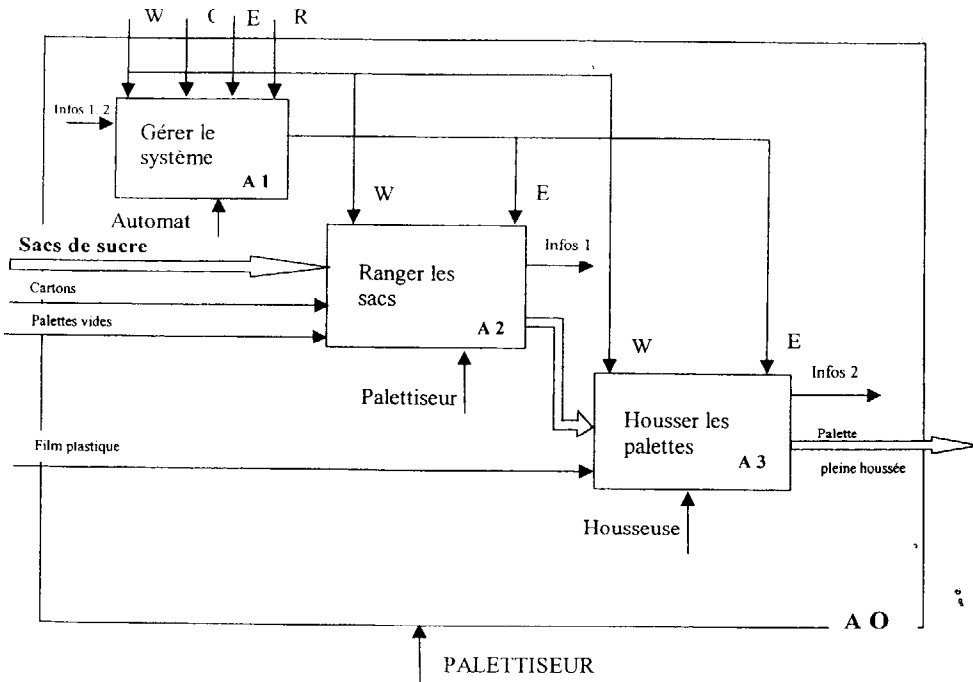 W C E R
Infos 1, 2
Gérer le
système
A 1
Automat
W
E
Sacs de sucre
Infos 1
Ranger les
sacs
Cartons
Palettes vides
A 2
W
E
Palettiseur
Infos 2
Housser les
palettes
Palette
Film plastique
A 3
pleine houssée
Housseuse
A O
PALETTISEUR